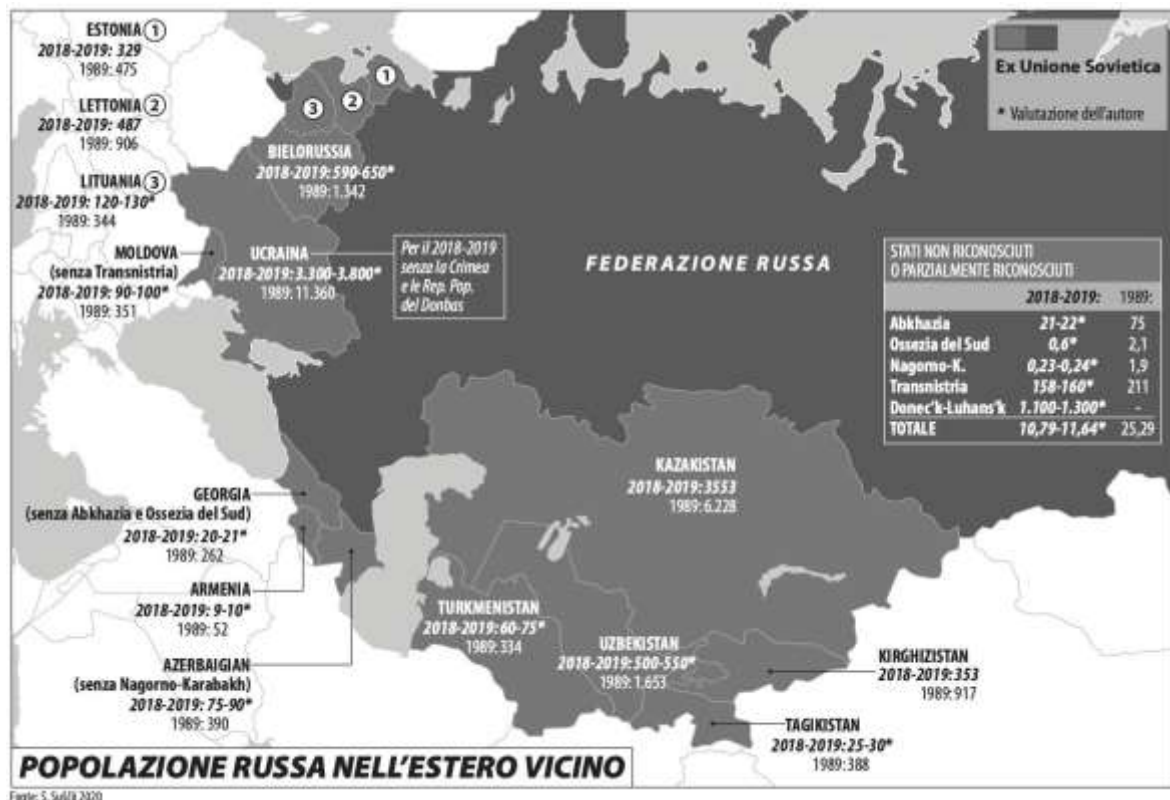 ESTONIA 1
2018-2019: 329
1989: 475
LETTONIA 2
2018-2019: 487
1989: 906
LITUANIA 3
2018-2019: 120-130*
1989: 344
MOLDOVA
(senza Transnistria)
2018-2019: 90-100*
1989: 351
1
2
3
BIELORUSSIA
2018-2019: 590-650*
1989: 1.342
UCRAINA
2018-2019: 3.300-3.800*
1989: 11.360
Per il 2018-2019
senza la Crimea
e le Rep. Pop.
del Donbas
FEDERAZIONE RUSSA
Ex Unione Sovietica
* Valutazione dell'autore
STATI NON RICONOSCIUTI
O PARZIALMENTE RICONOSCIUTI
2018-2019: 1989:
Abkhazia 21-22* 75
Ossezia del Sud 0,6* 2,1
Nagorno-K. 0,23-0,24* 1,9
Transnistria 158-160* 211
Donec'k-Luhans'k 1.100-1.300* -
TOTALE 10,79-11,64* 25,29
GEORGIA
(senza Abkhazia e Ossezia del Sud)
2018-2019: 20-21*
1989: 262
ARMENIA
2018-2019: 9-10*
1989: 52
AZERBAIGIAN
(senza Nagorno-Karabakh)
2018-2019: 75-90*
1989: 390
KAZAKISTAN
2018-2019: 3553
1989: 6.228
TURKMENISTAN
2018-2019: 60-75*
1989: 334
UZBEKISTAN
2018-2019: 500-550*
1989: 1.653
KIRGHIZISTAN
2018-2019: 353
1989: 917
TAGIKISTAN
2018-2019: 25-30*
1989: 388
POPOLAZIONE RUSSA NELL'ESTERO VICINO
Fonte: S. 2020